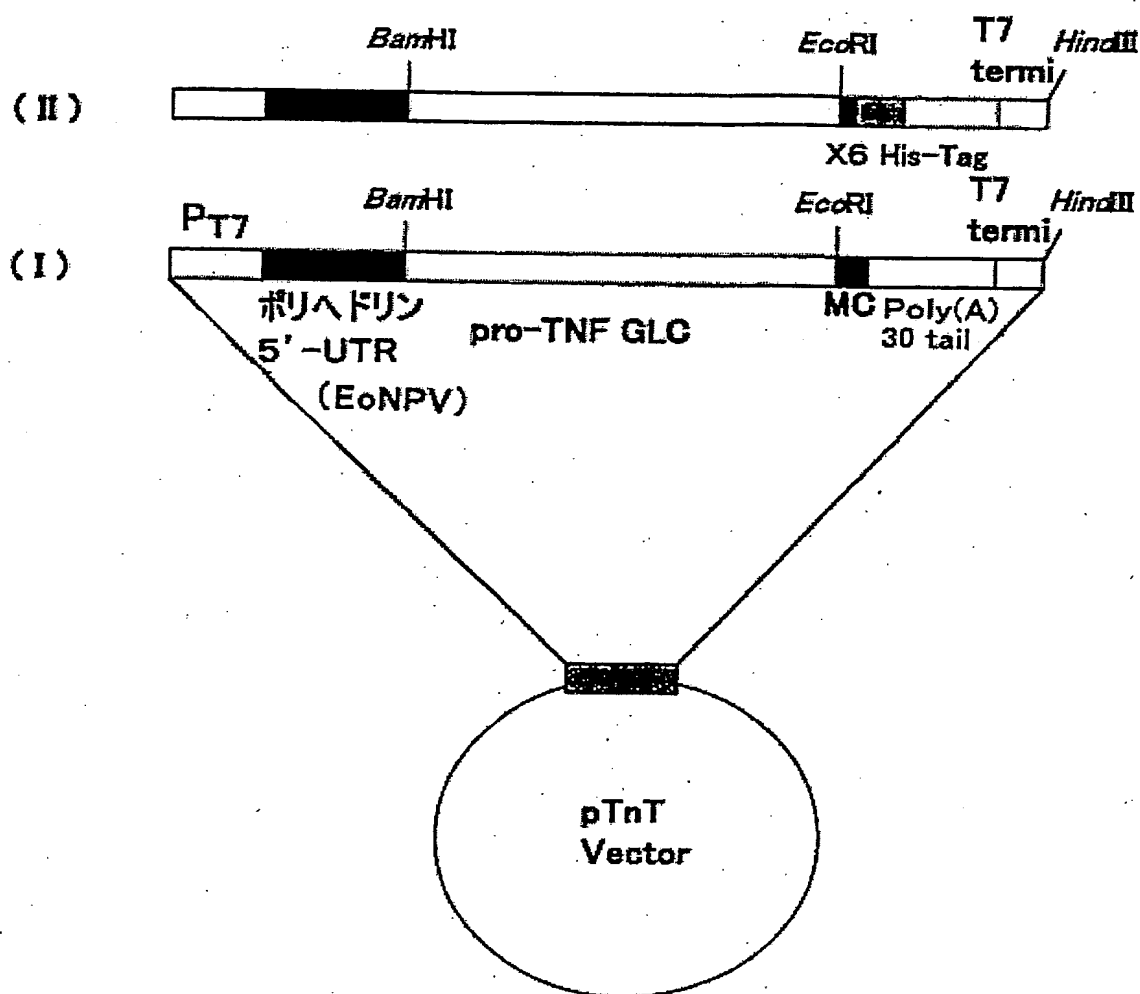 BamHI
EcoRI
T7
termi
HindIII
(II)
X6 His-Tag
PT7
BamHI
EcoRI
T7
termi
HindIII
(I)
ポリヘドリン
5'-UTR
(EoNPV)
pro-TNF GLC
MC
Poly(A)
30 tail
pTnT
Vector